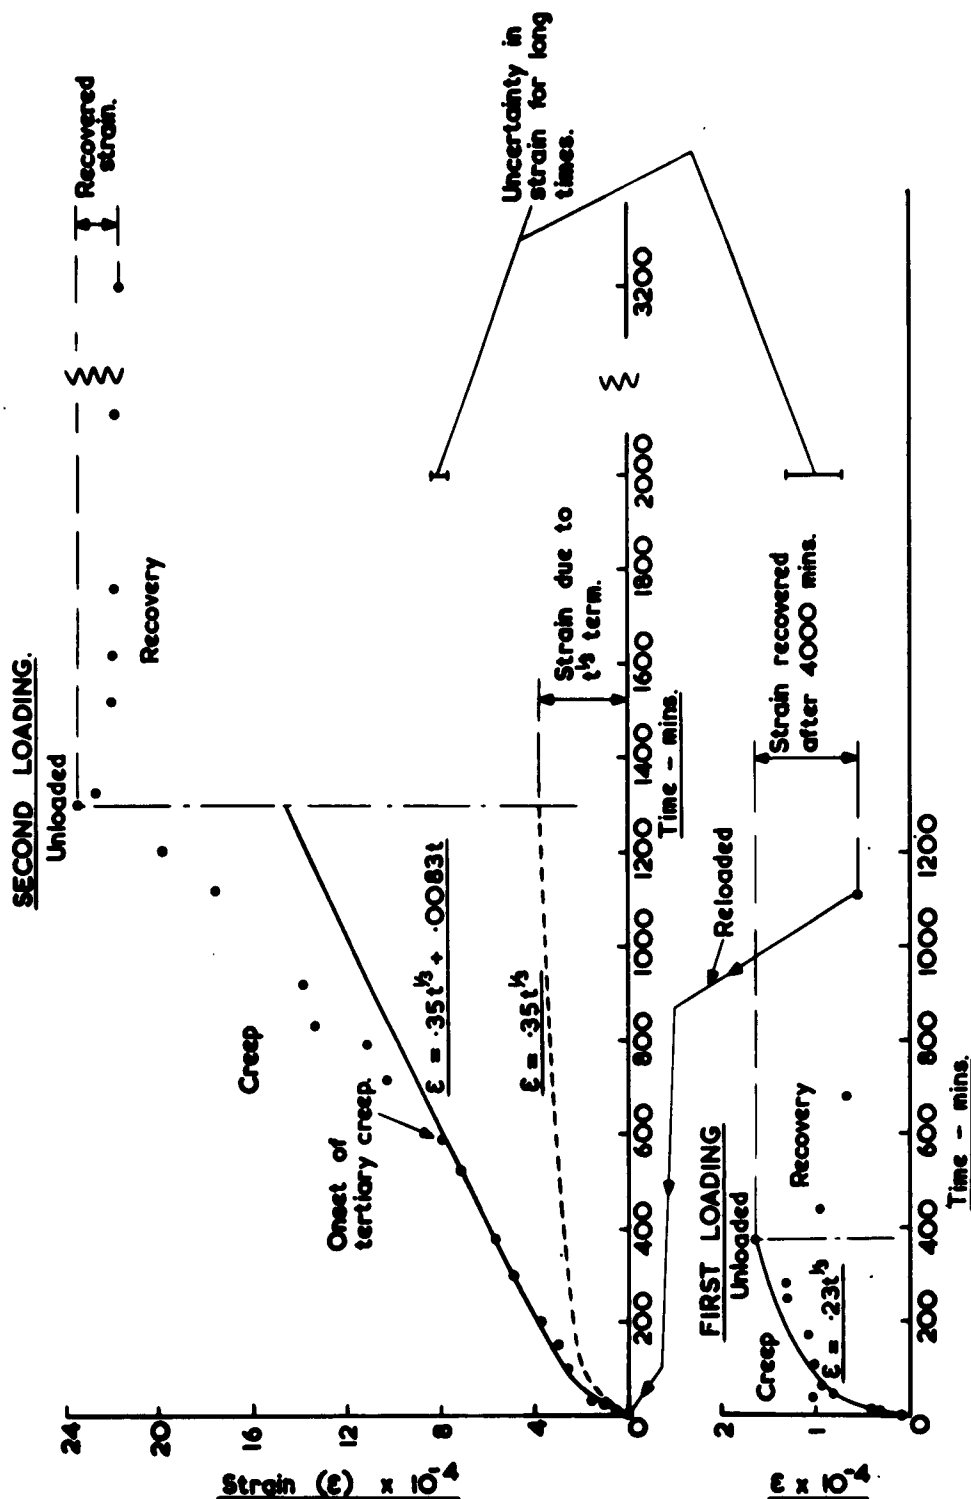 SECOND LOADING.
Unloaded
Recovered
strain.
Recovery
Creep
Onset of
tertiary creep.
ε = ·35t^⅓ + ·0083t
ε = ·35t^⅓
Strain due to
t^⅓ term.
Uncertainty in
strain for long
times.
24
20
16
12
8
4
0
Strain (ε) × 10^-4
200
400
600
800
1000
1200
1400
1600
1800
2000
3200
Time – mins.
Reloaded
FIRST LOADING
Unloaded
Creep
Recovery
ε = ·23t^⅓
Strain recovered
after 4000 mins.
2
1
0
ε × 10^-4
0
200
400
600
800
1000
1200
Time – mins.